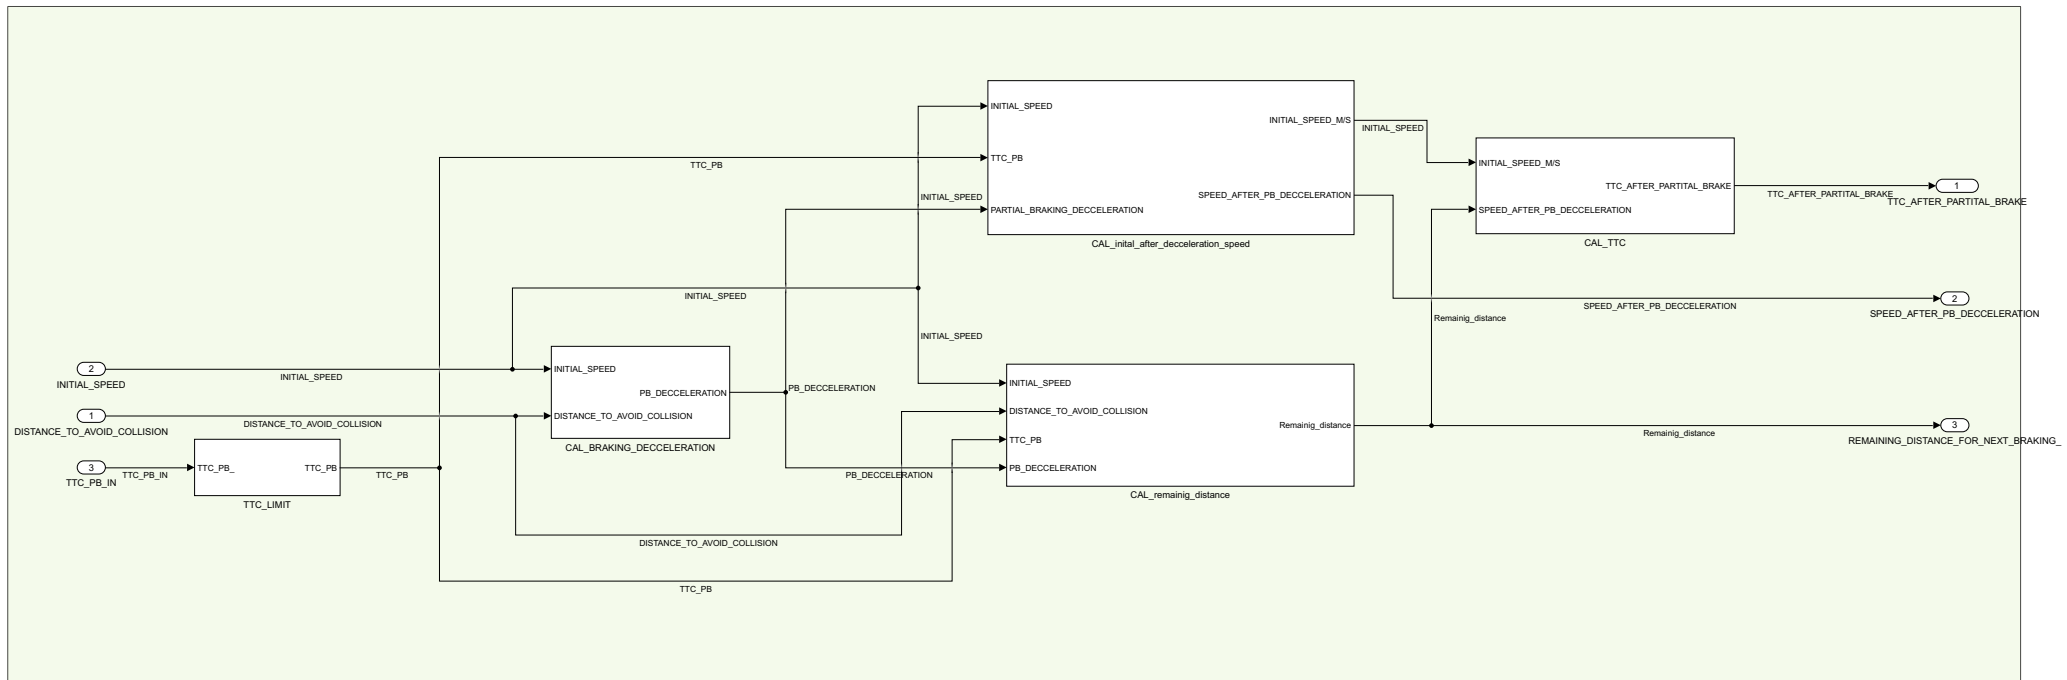 INITIAL_SPEED
INITIAL_SPEED_M/S
INITIAL_SPEED
TTC_PB
TTC_PB
INITIAL_SPEED
SPEED_AFTER_PB_DECCELERATION
PARTIAL_BRAKING_DECCELERATION
CAL_inital_after_decceleration_speed
INITIAL_SPEED_M/S
TTC_AFTER_PARTITAL_BRAKE
SPEED_AFTER_PB_DECCELERATION
CAL_TTC
TTC_AFTER_PARTITAL_BRAKE
1
TTC_AFTER_PARTITAL_BRAKE
INITIAL_SPEED
2
SPEED_AFTER_PB_DECCELERATION
SPEED_AFTER_PB_DECCELERATION
Remainig_distance
INITIAL_SPEED
2
INITIAL_SPEED
INITIAL_SPEED
INITIAL_SPEED
PB_DECCELERATION
DISTANCE_TO_AVOID_COLLISION
CAL_BRAKING_DECCELERATION
PB_DECCELERATION
1
DISTANCE_TO_AVOID_COLLISION
DISTANCE_TO_AVOID_COLLISION
INITIAL_SPEED
DISTANCE_TO_AVOID_COLLISION
Remainig_distance
TTC_PB
PB_DECCELERATION
CAL_remainig_distance
Remainig_distance
3
REMAINING_DISTANCE_FOR_NEXT_BRAKING_
3
TTC_PB_IN
TTC_PB_IN
TTC_PB_
TTC_PB
TTC_LIMIT
TTC_PB
PB_DECCELERATION
DISTANCE_TO_AVOID_COLLISION
TTC_PB